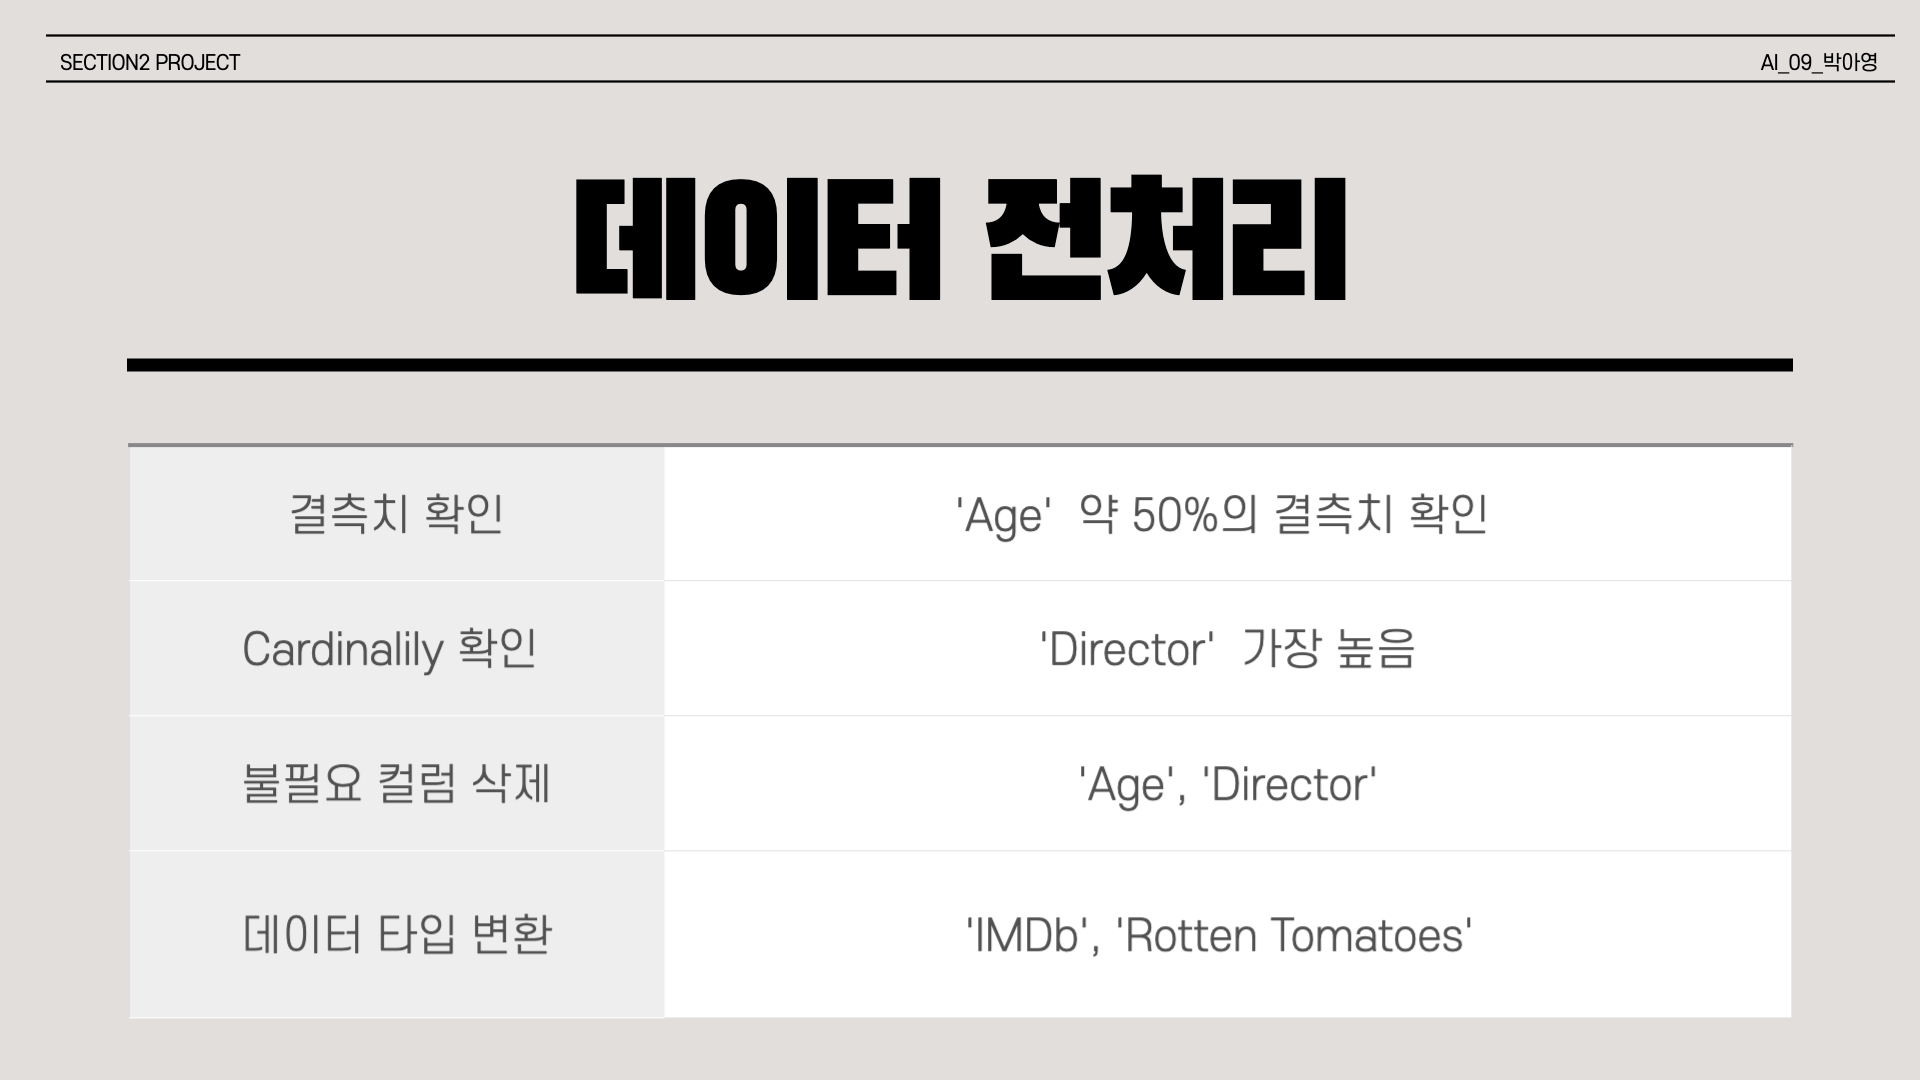 SECTION2 PROJECT
AI_09_박아영
데이터 전처리
결측치 확인
'Age' 약 50%의 결측치 확인
Cardinalily 확인
'Director' 가장 높음
불필요 컬럼 삭제
'Age', 'Director'
데이터 타입 변환
'IMDb', 'Rotten Tomatoes'